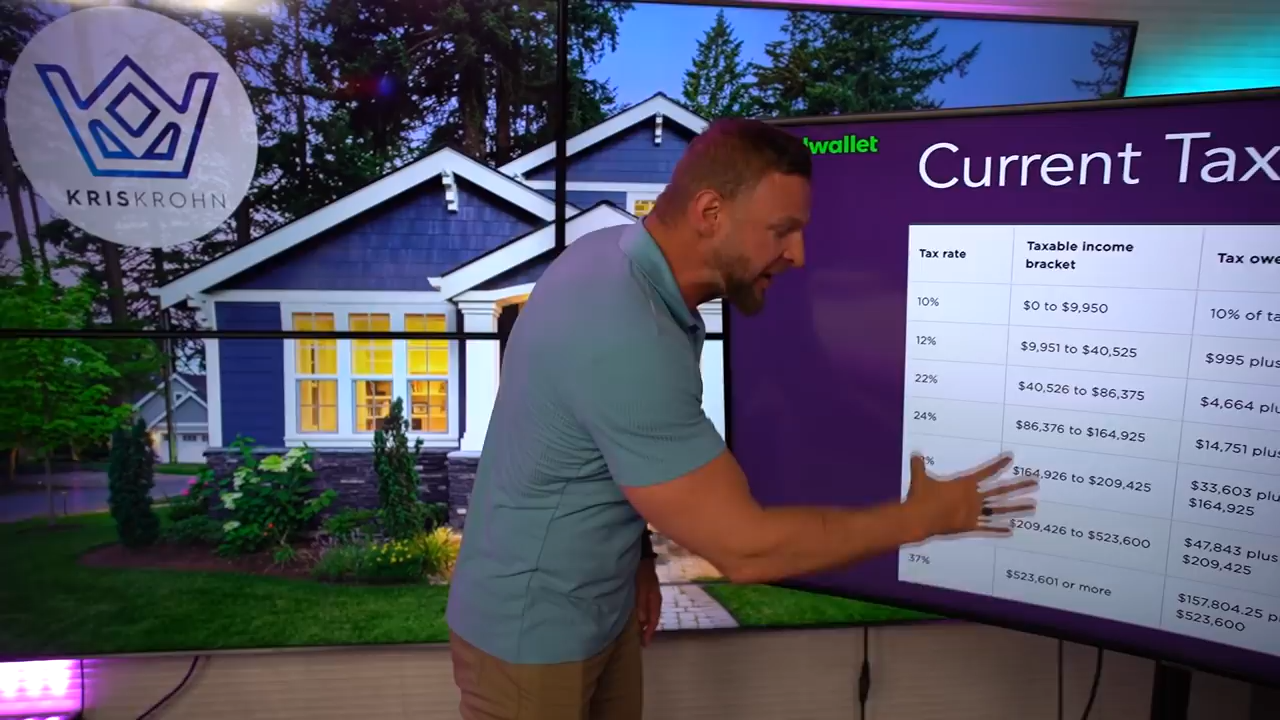 KRISKROHN
wallet
Current Tax
Tax rate
Taxable income
bracket
10%
$0 to $9,950
10% of
12%
$9,951 to $40,525
$995 plus
22%
$40,526 to $86,375
$4,664
24%
$86,376 to $164,925
$14,751 plus
$164,926 to $209,425
$33,603
$164,925
$209,426 to $523,600
$47,843 plus
$209,425
37%
$523,601 or more
$157,804.25
$523,600